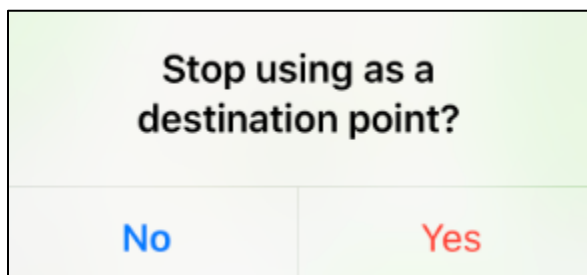 Stop using as a
destination point?
No
Yes